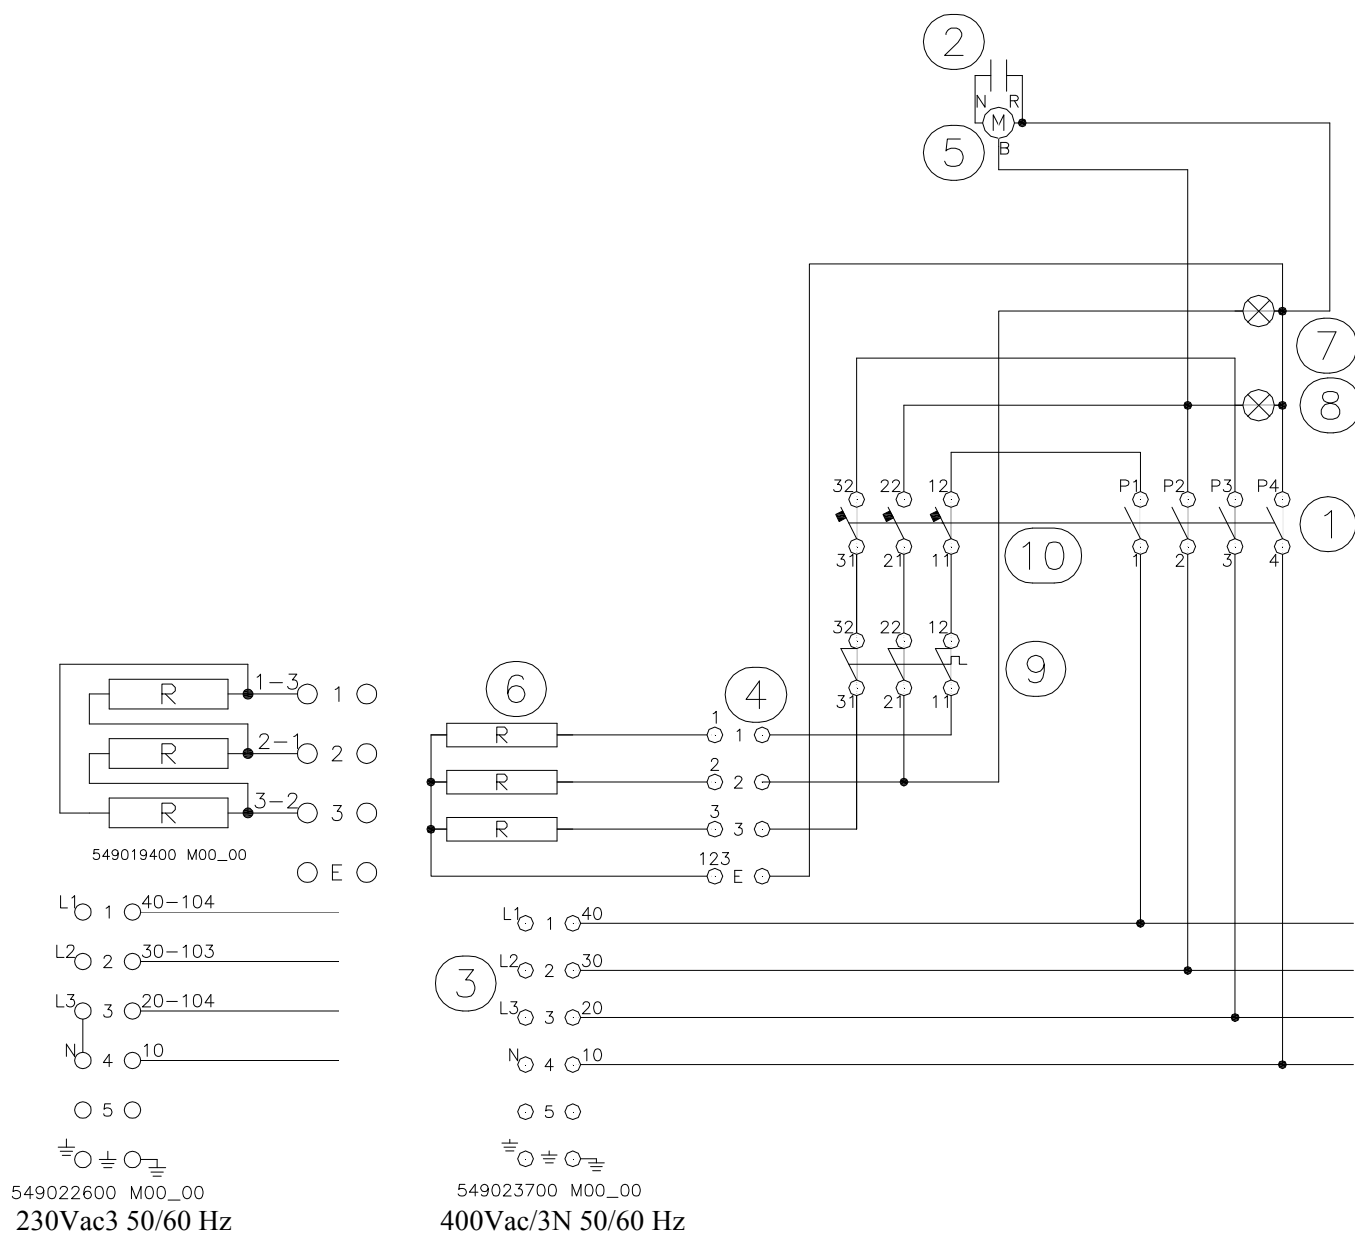 2
N R
M
5
B
7
8
32 22 12 P1 P2 P3 P4
1
10
31 21 11 1 2 3 4
32 22 12
9
31 21 11
6
4
R 1-3 1
R 2-1 2
R 3-2 3
549019400 M00_00
E
R 1 1
R 2 2
R 3 3
123 E
L1 1 40-104
L2 2 30-103
L3 3 20-104
N 4 10
5
549022600 M00_00
230Vac3 50/60 Hz
3
L1 1 40
L2 2 30
L3 3 20
N 4 10
5
549023700 M00_00
400Vac/3N 50/60 Hz